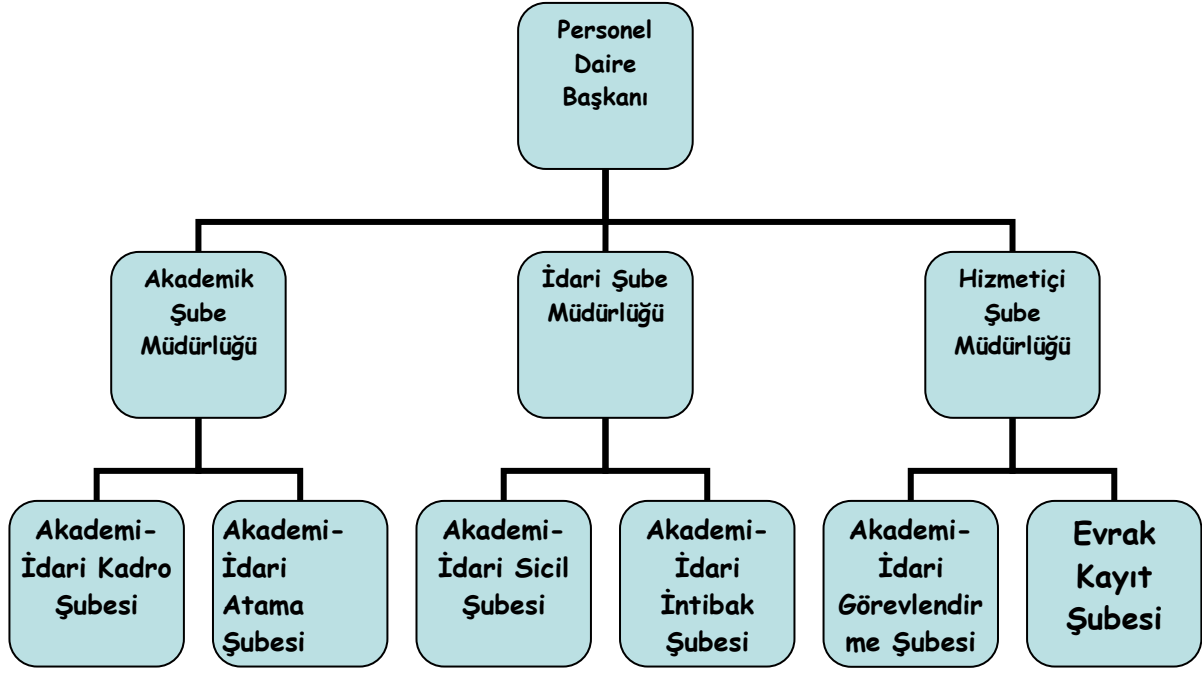 Personel
Daire
Başkanı
Akademik
Şube
Müdürlüğü
İdari Şube
Müdürlüğü
Hizmetiçi
Şube
Müdürlüğü
Akademi-
İdari Kadro
Şubesi
Akademi-
İdari
Atama
Şubesi
Akademi-
İdari Sicil
Şubesi
Akademi-
İdari
İntibak
Şubesi
Akademi-
İdari
Görevlendir
me Şubesi
Evrak
Kayıt
Şubesi